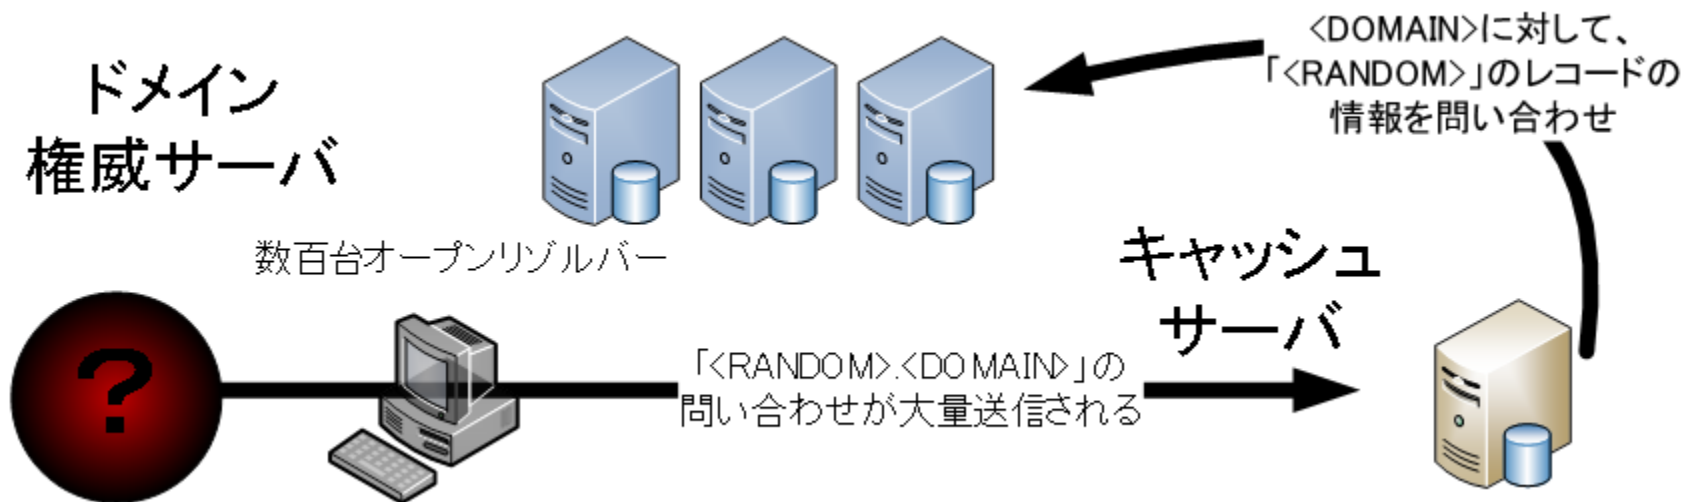 <DOMAIN>に対して、
「<RANDOM>」のレコードの
情報を問い合わせ
ドメイン
権威サーバ
数百台オープンリゾルバー
キャッシュ
サーバ
?
「<RANDOM>.<DOMAIN>」の
問い合わせが大量送信される